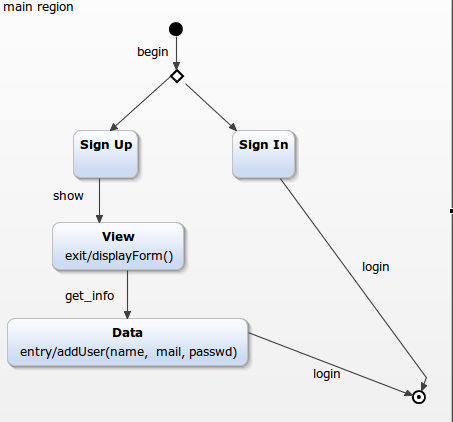 main region
begin
Sign Up
Sign In
show
View
exit/displayForm()
login
get_info
Data
entry/addUser(name, mail, passwd)
login